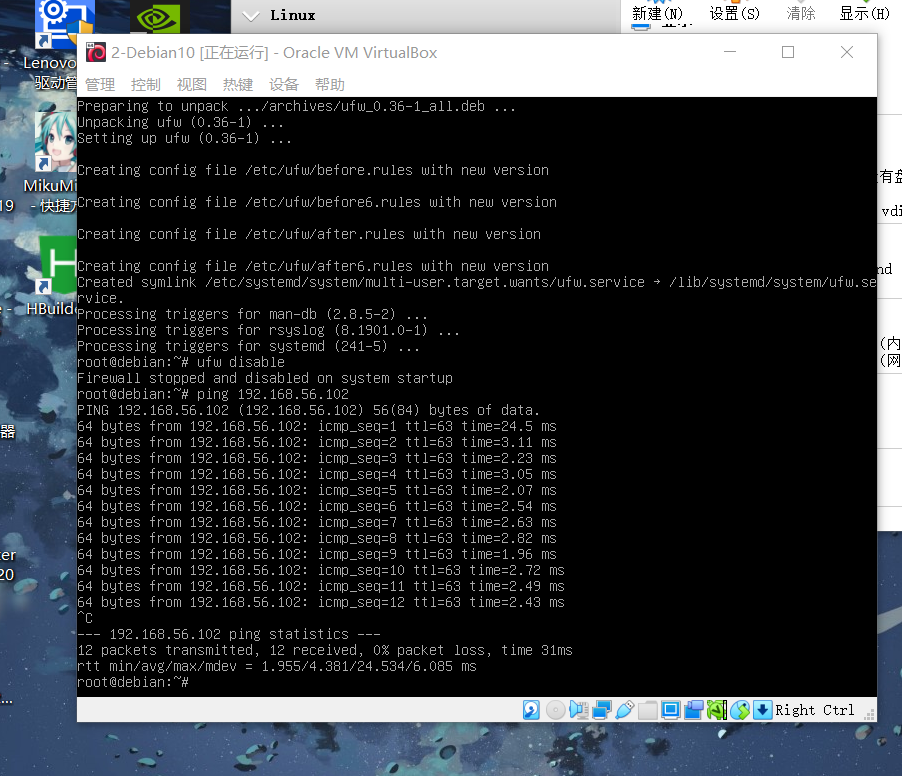 Linux
新建(N) 设置(S) 清除 显示(H)
Lenovo
驱动管
2-Debian10 [正在运行] - Oracle VM VirtualBox
管理 控制 视图 热键 设备 帮助
Preparing to unpack .../archives/ufw_0.36-1_all.deb ...
Unpacking ufw (0.36-1) ...
Setting up ufw (0.36-1) ...
Creating config file /etc/ufw/before.rules with new version
Creating config file /etc/ufw/before6.rules with new version
Creating config file /etc/ufw/after.rules with new version
Creating config file /etc/ufw/after6.rules with new version
Created symlink /etc/systemd/system/multi-user.target.wants/ufw.service → /lib/systemd/system/ufw.se
rvice.
Processing triggers for man-db (2.8.5-2) ...
Processing triggers for rsyslog (8.1901.0-1) ...
Processing triggers for systemd (241-5) ...
root@debian:~# ufw disable
Firewall stopped and disabled on system startup
root@debian:~# ping 192.168.56.102
PING 192.168.56.102 (192.168.56.102) 56(84) bytes of data.
64 bytes from 192.168.56.102: icmp_seq=1 ttl=63 time=24.5 ms
64 bytes from 192.168.56.102: icmp_seq=2 ttl=63 time=3.11 ms
64 bytes from 192.168.56.102: icmp_seq=3 ttl=63 time=2.23 ms
64 bytes from 192.168.56.102: icmp_seq=4 ttl=63 time=3.05 ms
64 bytes from 192.168.56.102: icmp_seq=5 ttl=63 time=2.07 ms
64 bytes from 192.168.56.102: icmp_seq=6 ttl=63 time=2.54 ms
64 bytes from 192.168.56.102: icmp_seq=7 ttl=63 time=2.63 ms
64 bytes from 192.168.56.102: icmp_seq=8 ttl=63 time=2.82 ms
64 bytes from 192.168.56.102: icmp_seq=9 ttl=63 time=1.96 ms
64 bytes from 192.168.56.102: icmp_seq=10 ttl=63 time=2.72 ms
64 bytes from 192.168.56.102: icmp_seq=11 ttl=63 time=2.49 ms
64 bytes from 192.168.56.102: icmp_seq=12 ttl=63 time=2.43 ms
^C
--- 192.168.56.102 ping statistics ---
12 packets transmitted, 12 received, 0% packet loss, time 31ms
rtt min/avg/max/mdev = 1.955/4.381/24.534/6.085 ms
root@debian:~#
Right Ctrl
MikuMi
19 - 快捷方
HBuilde
器
ter
20
有盘
vdi
nd
(内
(网